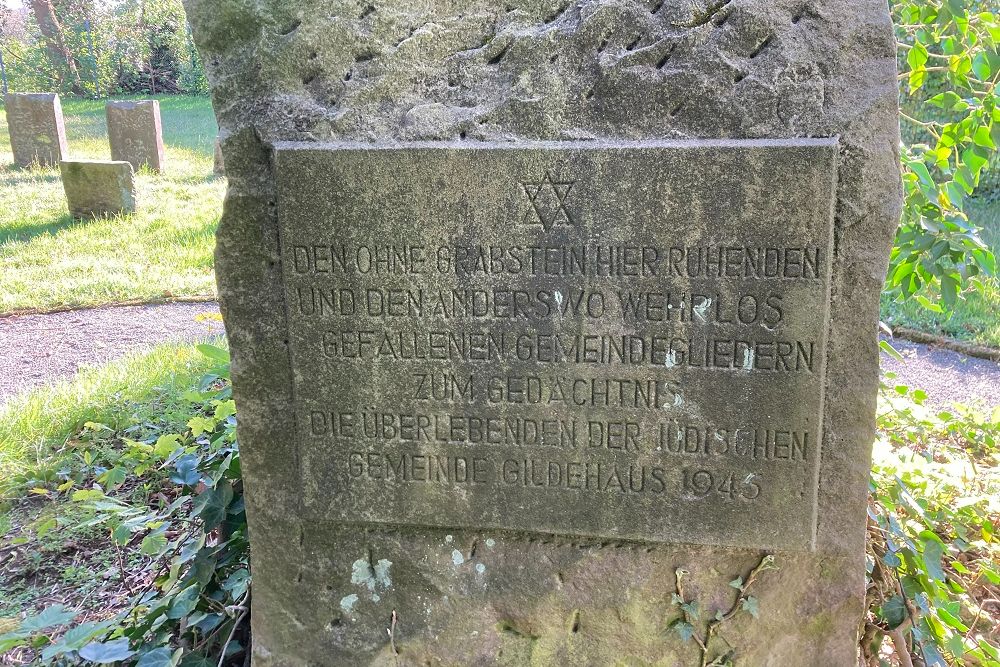 DEN OHNE GRABSTEIN HIER RUHENDEN
UND DEN ANDERSWO WEHRLOS
GEFALLENEN GEMEINDEGLIEDERN
ZUM GEDÄCHTNIS
DIE ÜBERLEBENDEN DER JÜDISCHEN
GEMEINDE GILDEHAUS 1945